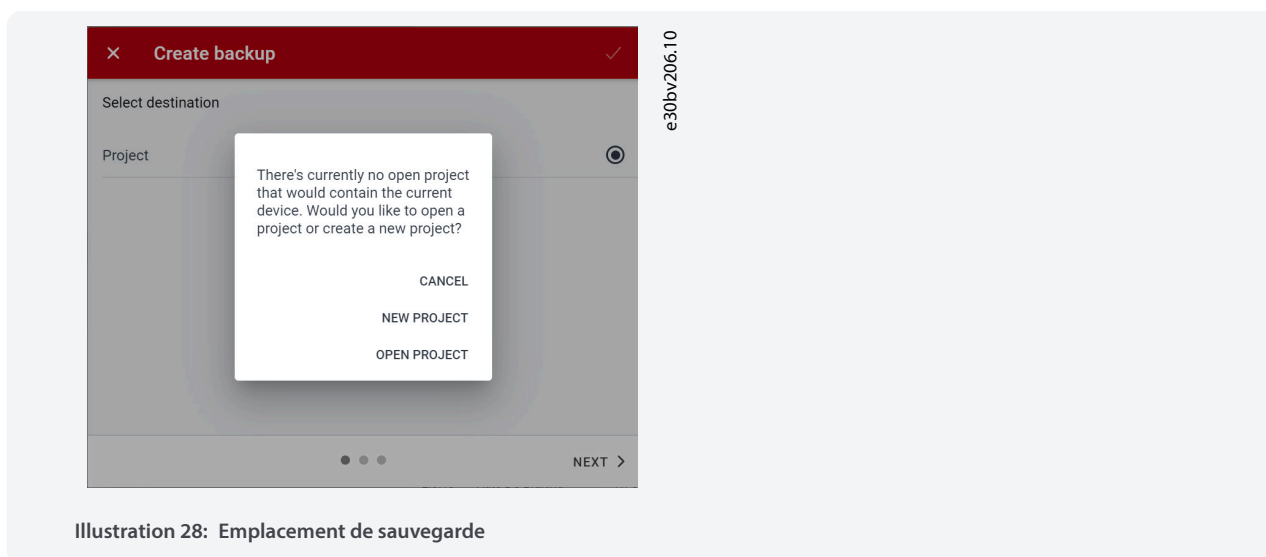 Create backup
Select destination
Project
There's currently no open project
that would contain the current
device. Would you like to open a
project or create a new project?
CANCEL
NEW PROJECT
OPEN PROJECT
NEXT
e30bv206.10
Illustration 28: Emplacement de sauvegarde